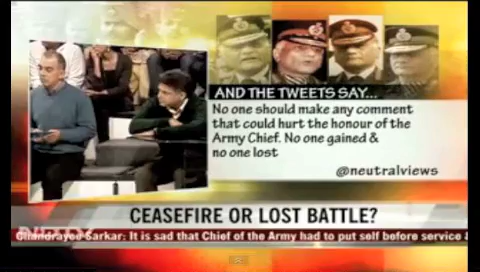 AND THE TWEETS SAY...
No one should make any comment
that could hurt the honour of the
Army Chief. No one gained &
no one lost
@neutralviews
CEASEFIRE OR LOST BATTLE?
NDTV
Chandrayee Sarkar: It is sad that Chief of the Army had to put self before service &